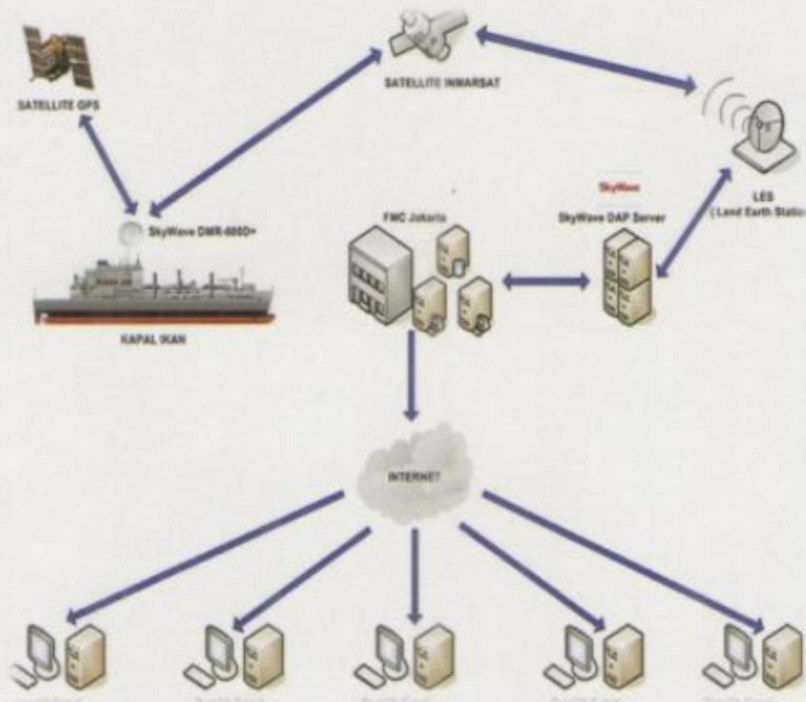 SATELLITE GPS
SATELLITE INMARSAT
SkyWave DMR-800D+
KAPAL IKAN
FMC Jakarta
SkyWave
SkyWave DAP Server
LES
( Land Earth Statio
INTERNET